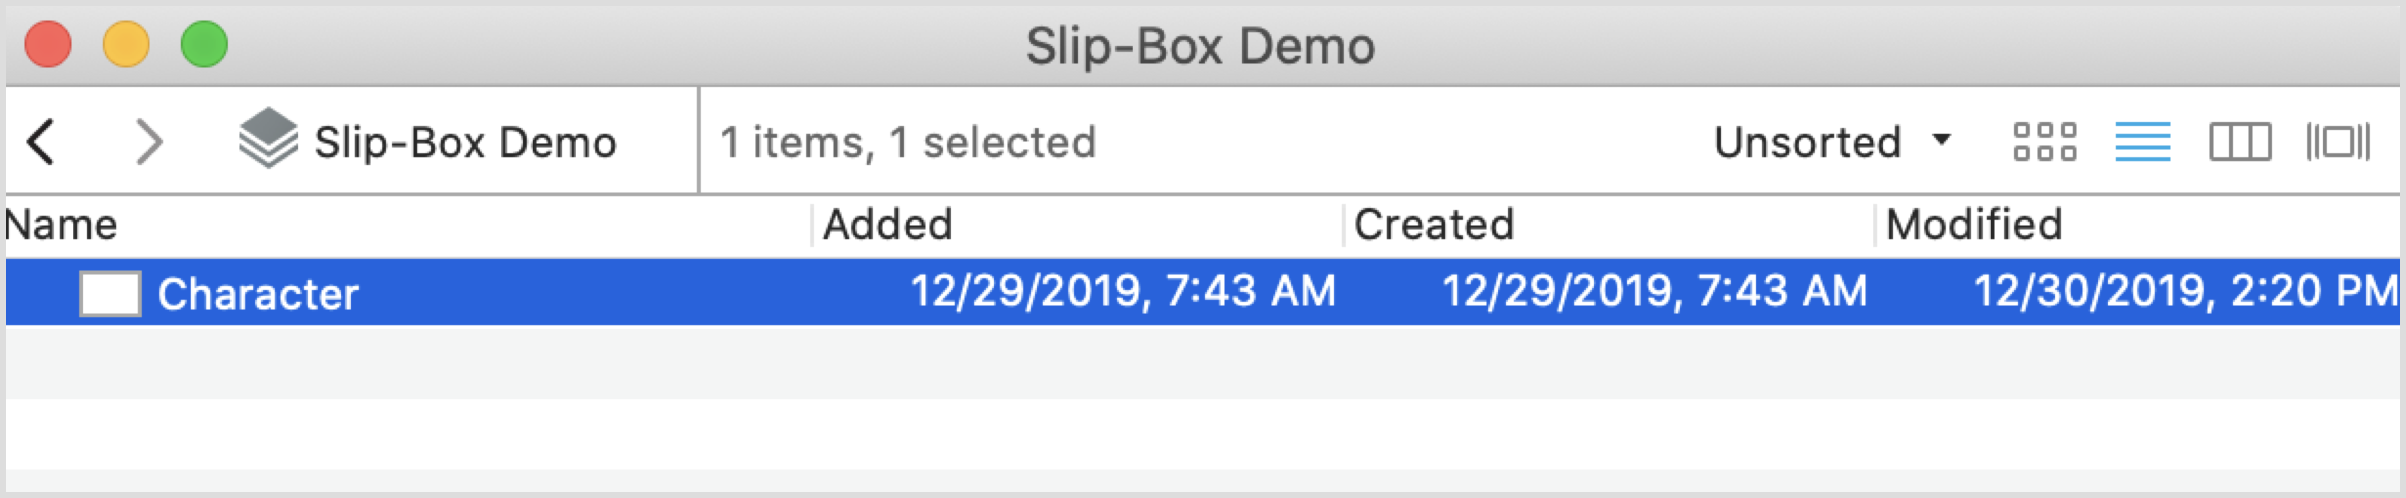 Slip-Box Demo
Slip-Box Demo 1 items, 1 selected Unsorted
Name Added Created Modified
Character 12/29/2019, 7:43 AM 12/29/2019, 7:43 AM 12/30/2019, 2:20 PM